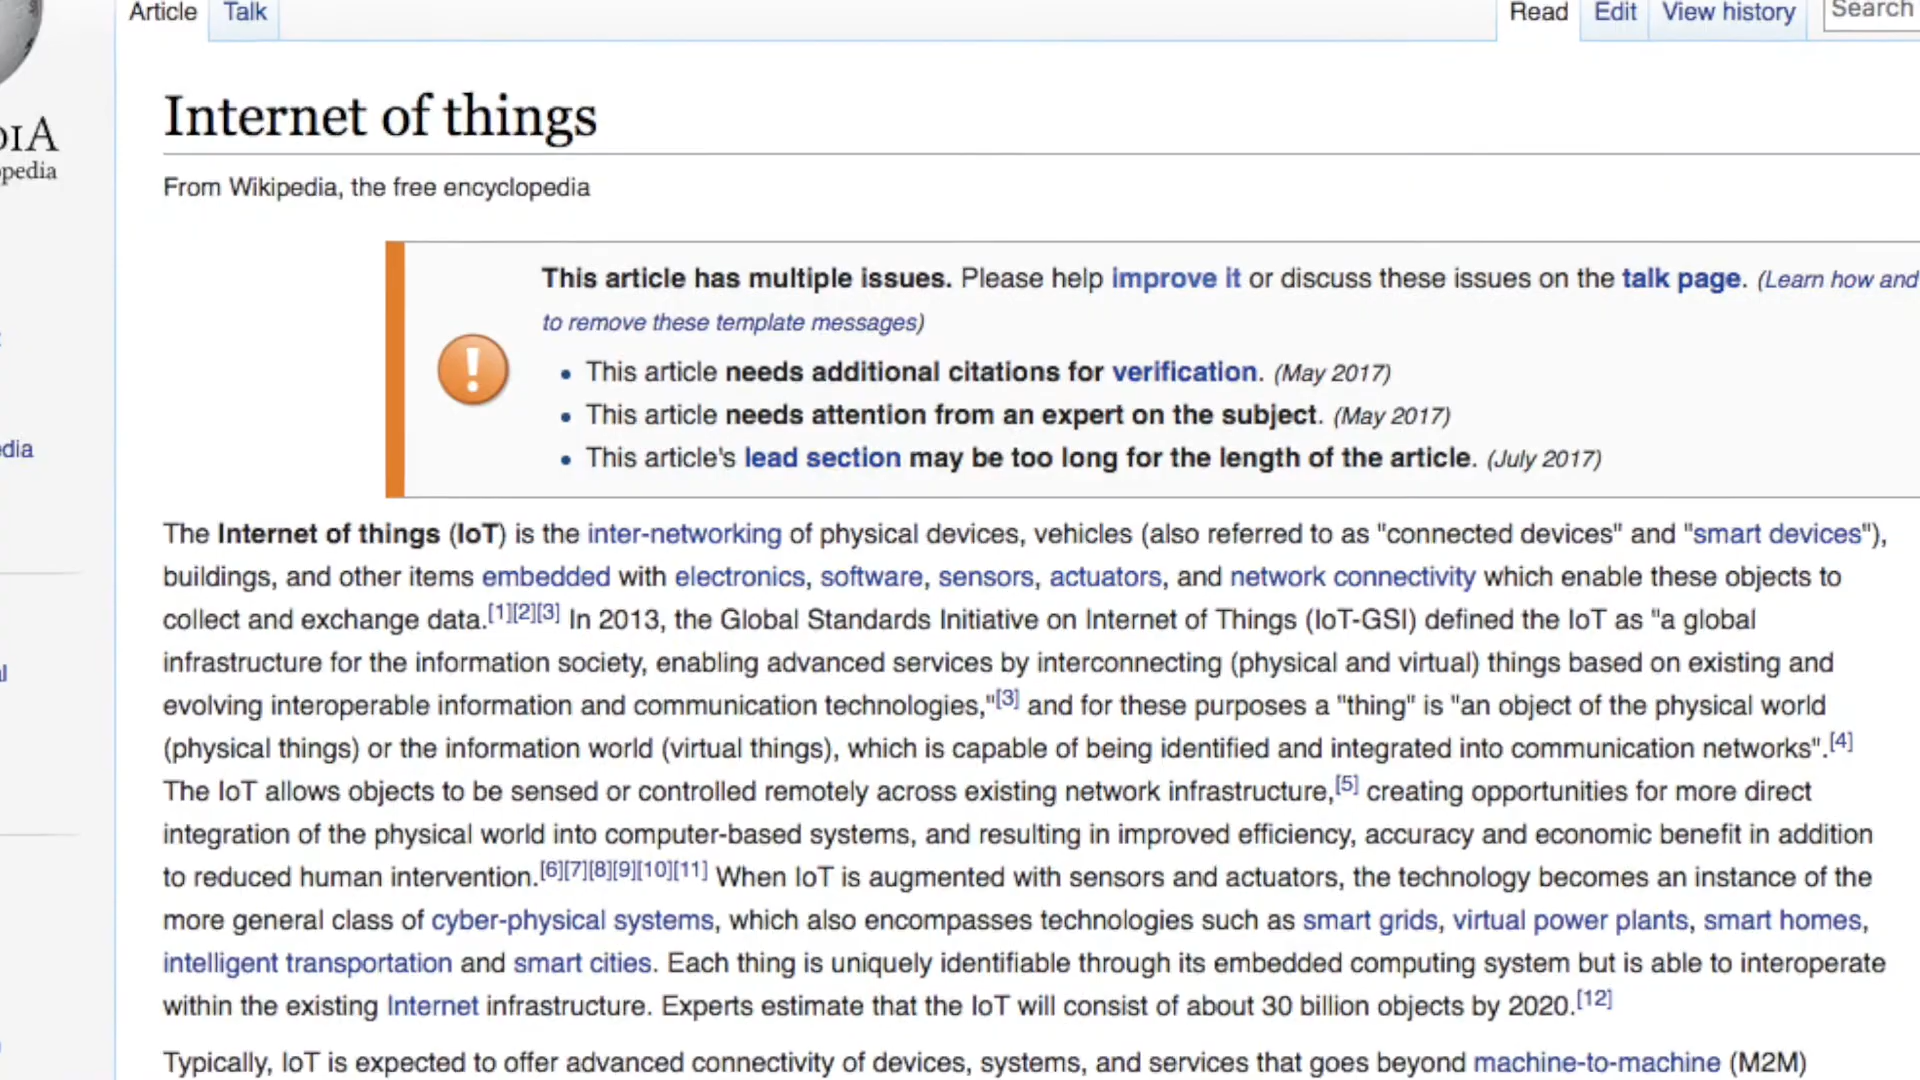 Article Talk Read Edit View history Search
Internet of things
From Wikipedia, the free encyclopedia
This article has multiple issues. Please help improve it or discuss these issues on the talk page. (Learn how and
to remove these template messages)
• This article needs additional citations for verification. (May 2017)
• This article needs attention from an expert on the subject. (May 2017)
• This article's lead section may be too long for the length of the article. (July 2017)
The Internet of things (IoT) is the inter-networking of physical devices, vehicles (also referred to as "connected devices" and "smart devices"),
buildings, and other items embedded with electronics, software, sensors, actuators, and network connectivity which enable these objects to
collect and exchange data.[1][2][3] In 2013, the Global Standards Initiative on Internet of Things (IoT-GSI) defined the IoT as "a global
infrastructure for the information society, enabling advanced services by interconnecting (physical and virtual) things based on existing and
evolving interoperable information and communication technologies,"[3] and for these purposes a "thing" is "an object of the physical world
(physical things) or the information world (virtual things), which is capable of being identified and integrated into communication networks".[4]
The IoT allows objects to be sensed or controlled remotely across existing network infrastructure,[5] creating opportunities for more direct
integration of the physical world into computer-based systems, and resulting in improved efficiency, accuracy and economic benefit in addition
to reduced human intervention.[6][7][8][9][10][11] When IoT is augmented with sensors and actuators, the technology becomes an instance of the
more general class of cyber-physical systems, which also encompasses technologies such as smart grids, virtual power plants, smart homes,
intelligent transportation and smart cities. Each thing is uniquely identifiable through its embedded computing system but is able to interoperate
within the existing Internet infrastructure. Experts estimate that the IoT will consist of about 30 billion objects by 2020.[12]
Typically, IoT is expected to offer advanced connectivity of devices, systems, and services that goes beyond machine-to-machine (M2M)